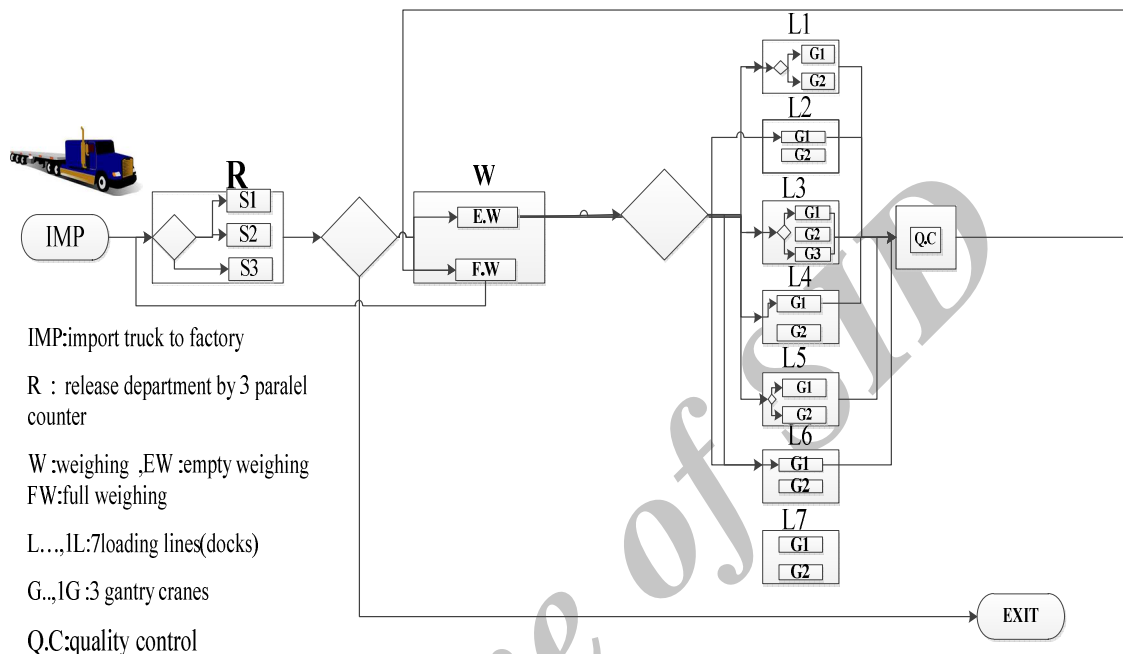 L1
G1
G2
L2
G1
G2
R
S1
S2
S3
W
E.W
F.W
L3
G1
G2
G3
IMP
Q.C
L4
G1
G2
L5
G1
G2
L6
G1
G2
L7
G1
G2
EXIT
IMP:import truck to factory
R : release department by 3 paralel
counter
W :weighing ,EW :empty weighing
FW:full weighing
L…,1L:7loading lines(docks)
G..,1G :3 gantry cranes
Q.C:quality control
e of SID